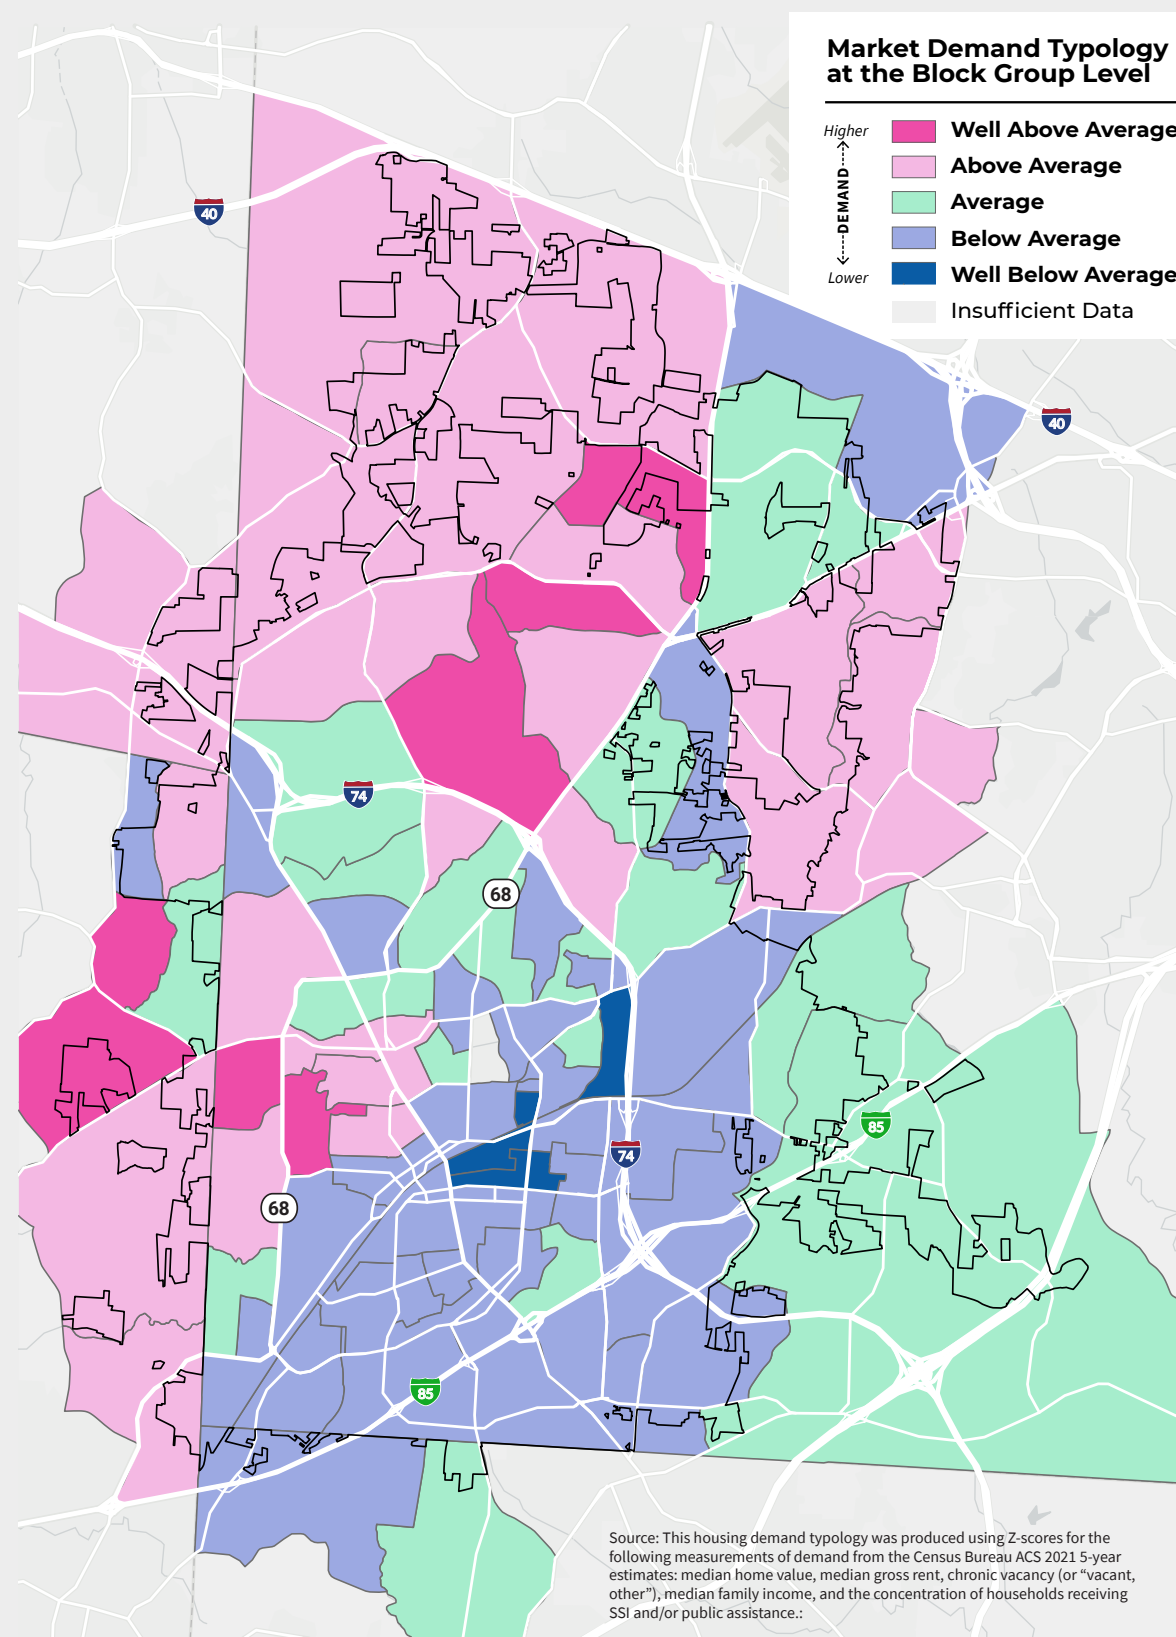 Market Demand Typology
at the Block Group Level
Higher
DEMAND
Lower
Well Above Average
Above Average
Average
Below Average
Well Below Average
Insufficient Data
40
40
74
68
85
74
68
85
Source: This housing demand typology was produced using Z-scores for the
following measurements of demand from the Census Bureau ACS 2021 5-year
estimates: median home value, median gross rent, chronic vacancy (or “vacant,
other”), median family income, and the concentration of households receiving
SSI and/or public assistance.: